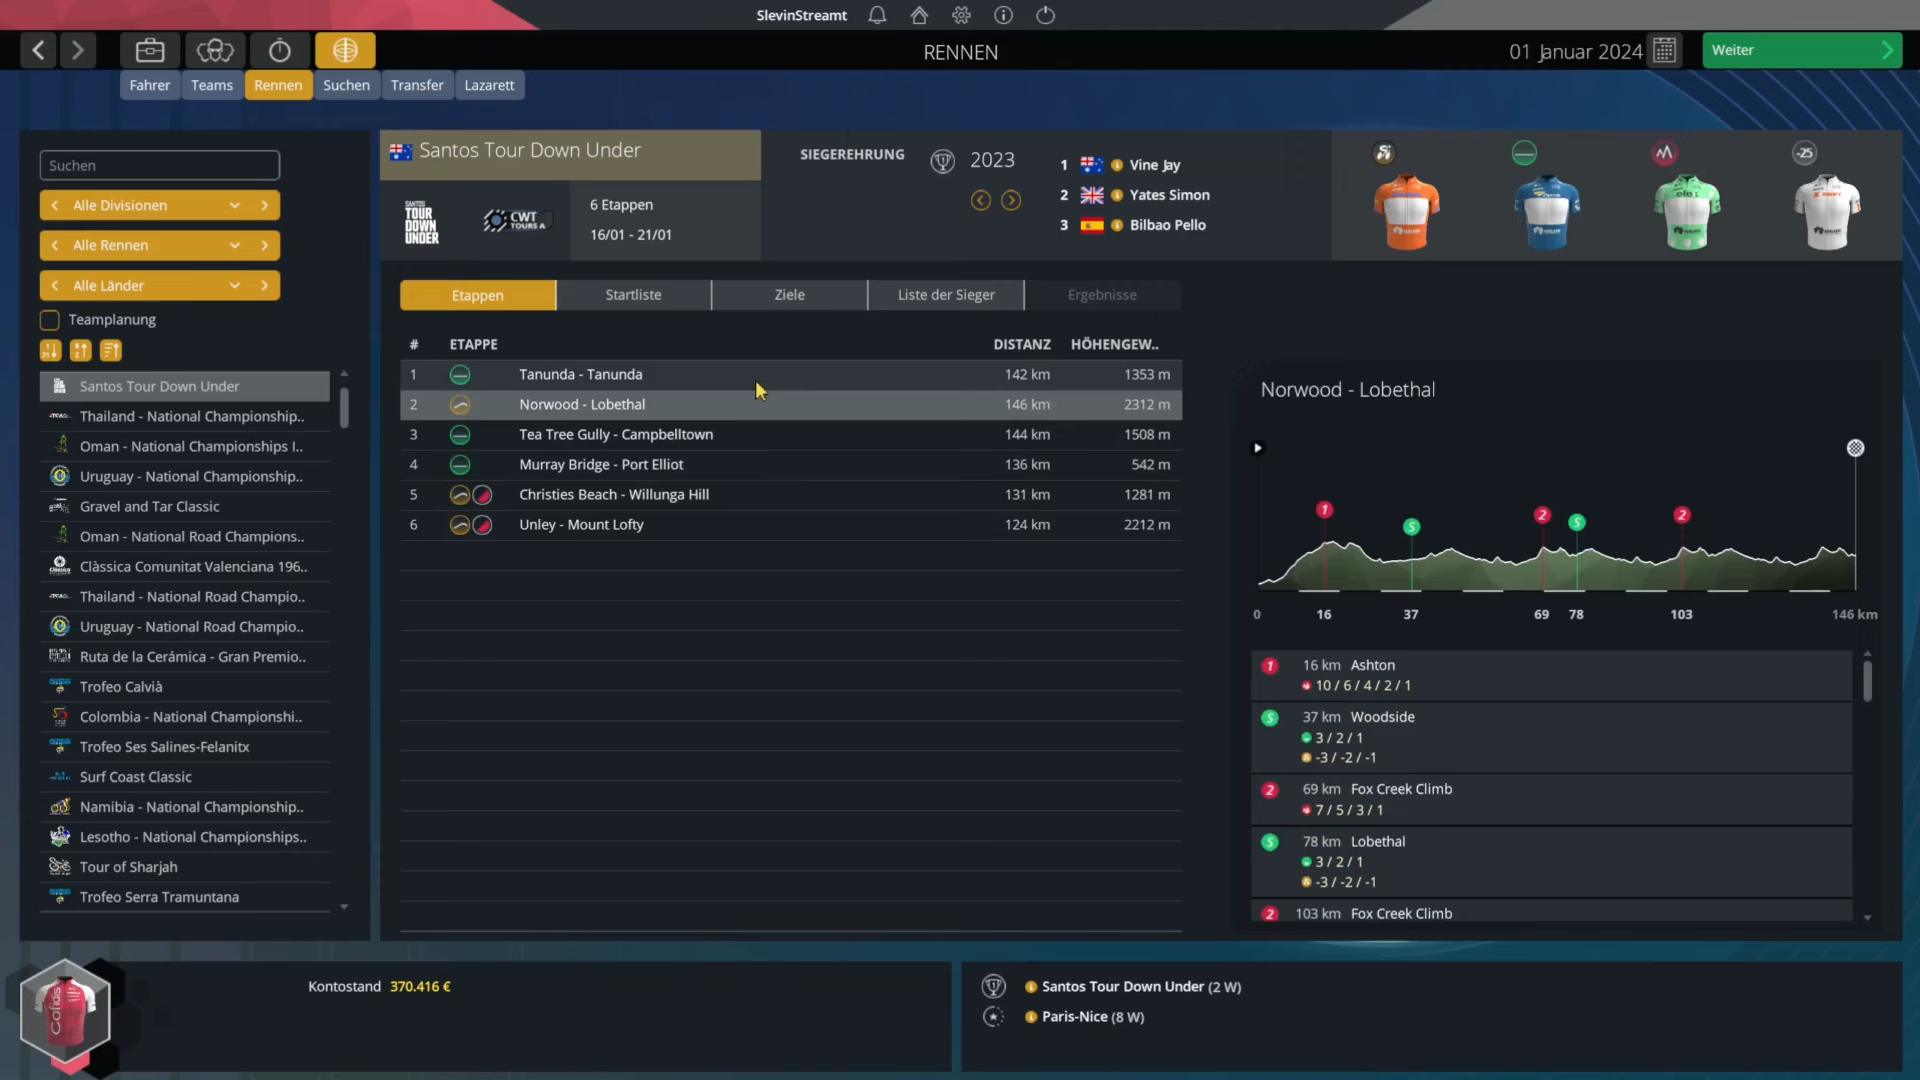 SlevinStreamt
RENNEN
01 Januar 2024
Weiter
Fahrer
Teams
Rennen
Suchen
Transfer
Lazarett
Suchen
Alle Divisionen
Alle Rennen
Alle Länder
Teamplanung
Santos Tour Down Under
Thailand - National Championship..
Oman - National Championships I..
Uruguay - National Championship..
Gravel and Tar Classic
Oman - National Road Champions..
Clàssica Comunitat Valenciana 196..
Thailand - National Road Champio..
Uruguay - National Road Champio..
Ruta de la Cerámica - Gran Premio..
Trofeo Calvià
Colombia - National Championshi..
Trofeo Ses Salines-Felanitx
Surf Coast Classic
Namibia - National Championship..
Lesotho - National Championships..
Tour of Sharjah
Trofeo Serra Tramuntana
Santos Tour Down Under
SANTOS
TOUR
DOWN
UNDER
CWT
TOURS A
6 Etappen
16/01 - 21/01
SIEGEREHRUNG
2023
1 Vine Jay
2 Yates Simon
3 Bilbao Pello
-25
Etappen
Startliste
Ziele
Liste der Sieger
Ergebnisse
# ETAPPE DISTANZ HÖHENGEW..
1 Tanunda - Tanunda 142 km 1353 m
2 Norwood - Lobethal 146 km 2312 m
3 Tea Tree Gully - Campbelltown 144 km 1508 m
4 Murray Bridge - Port Elliot 136 km 542 m
5 Christies Beach - Willunga Hill 131 km 1281 m
6 Unley - Mount Lofty 124 km 2212 m
Norwood - Lobethal
1 S 2 S 2
0 16 37 69 78 103 146 km
1 16 km Ashton
10 / 6 / 4 / 2 / 1
S 37 km Woodside
3 / 2 / 1
-3 / -2 / -1
2 69 km Fox Creek Climb
7 / 5 / 3 / 1
S 78 km Lobethal
3 / 2 / 1
-3 / -2 / -1
2 103 km Fox Creek Climb
Cofidis
Kontostand 370.416 €
Santos Tour Down Under (2 W)
Paris-Nice (8 W)